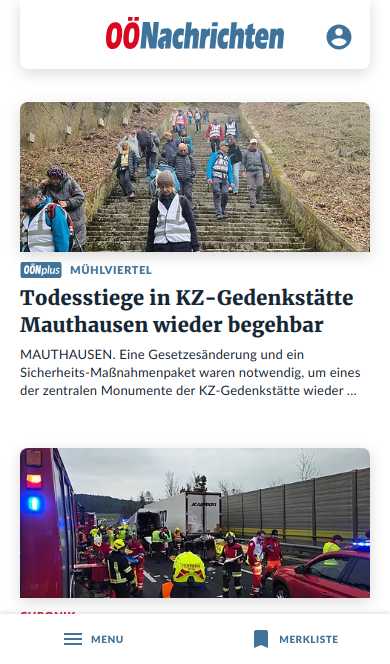 OÖNachrichten
OÖNplus MÜHLVIERTEL
Todesstiege in KZ-Gedenkstätte
Mauthausen wieder begehbar
MAUTHAUSEN. Eine Gesetzesänderung und ein
Sicherheits-Maßnahmenpaket waren notwendig, um eines
der zentralen Monumente der KZ-Gedenkstätte wieder ...
CHRONIK
MENU MERKLISTE